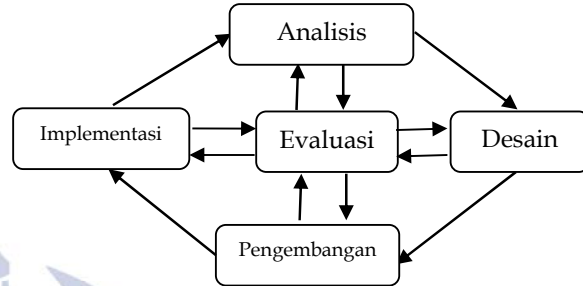 Analisis
Implementasi
Evaluasi
Desain
Pengembangan